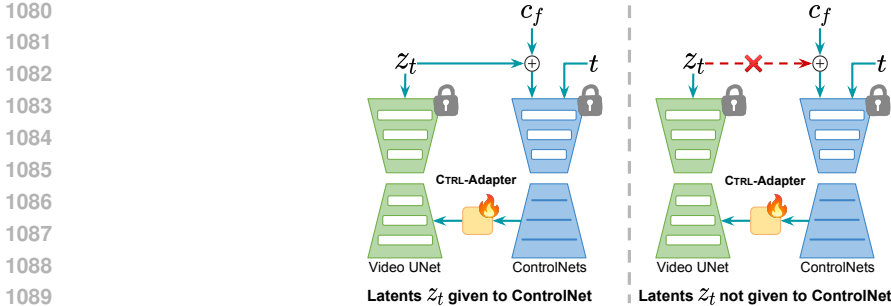 1080
1081
1082
1083
1084
1085
1086
1087
1088
1089
c_f
z_t
+
t
CTRL-Adapter
Video UNet
ControlNets
Latents z_t given to ControlNet
c_f
z_t
+
t
CTRL-Adapter
Video UNet
ControlNets
Latents z_t not given to ControlNet